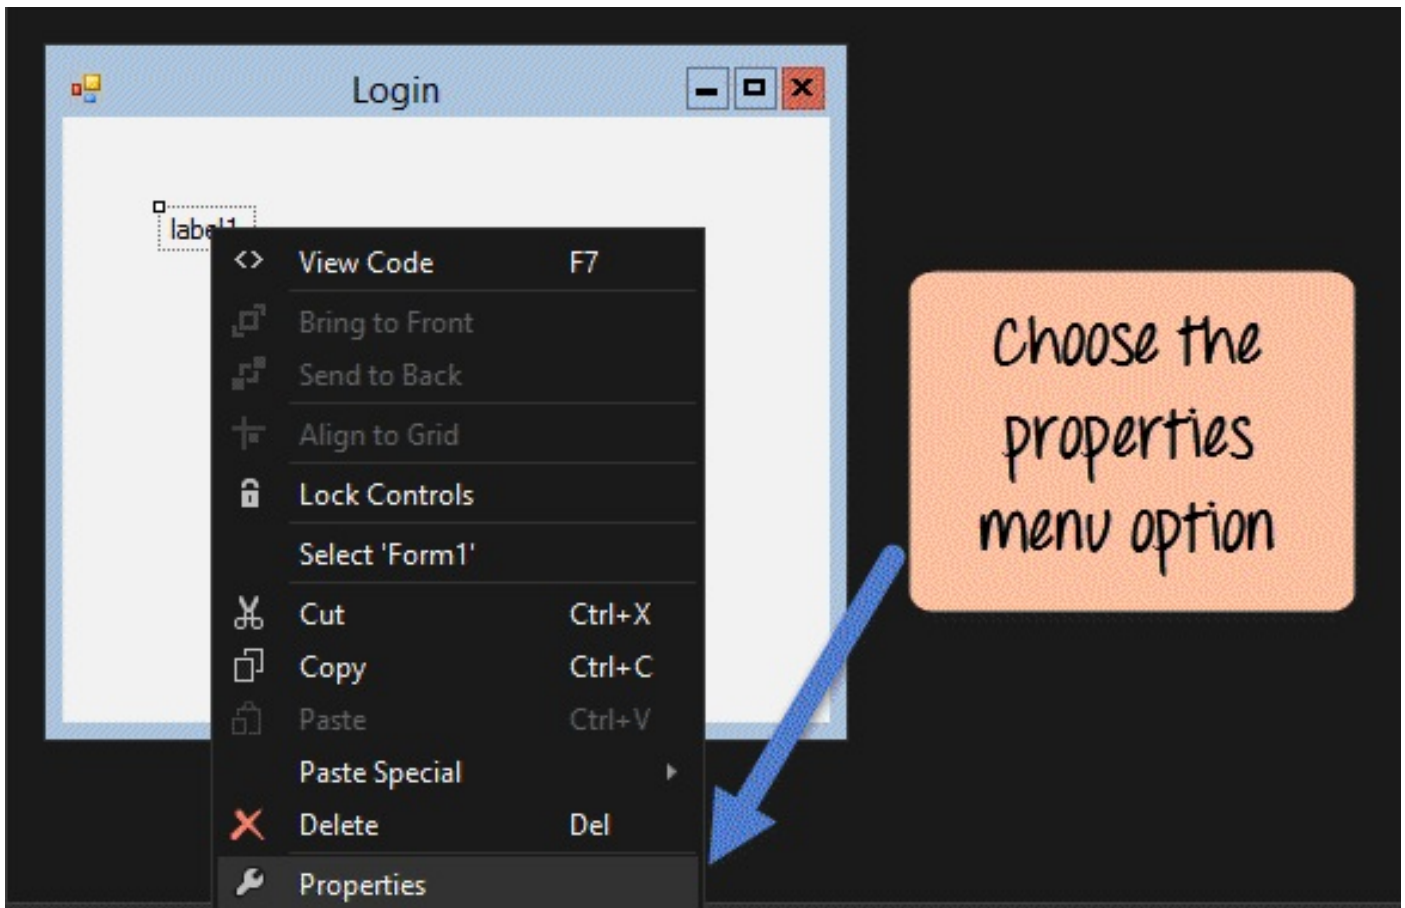 Login
label1
View Code F7
Bring to Front
Send to Back
Align to Grid
Lock Controls
Select 'Form1'
Cut Ctrl+X
Copy Ctrl+C
Paste Ctrl+V
Paste Special
Delete Del
Properties
Choose the
properties
menu option